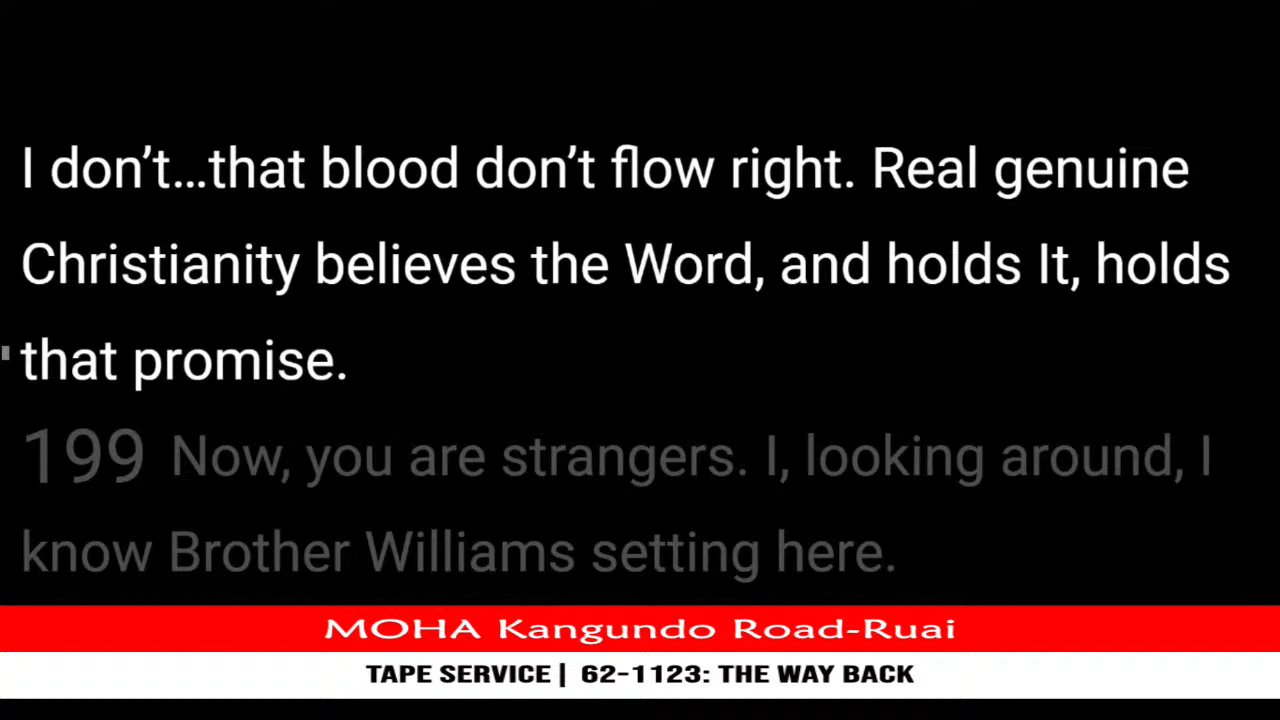 I don’t…that blood don’t flow right. Real genuine
Christianity believes the Word, and holds It, holds
that promise.
199 Now, you are strangers. I, looking around, I
know Brother Williams setting here.
MOHA Kangundo Road-Ruai
TAPE SERVICE | 62-1123: THE WAY BACK